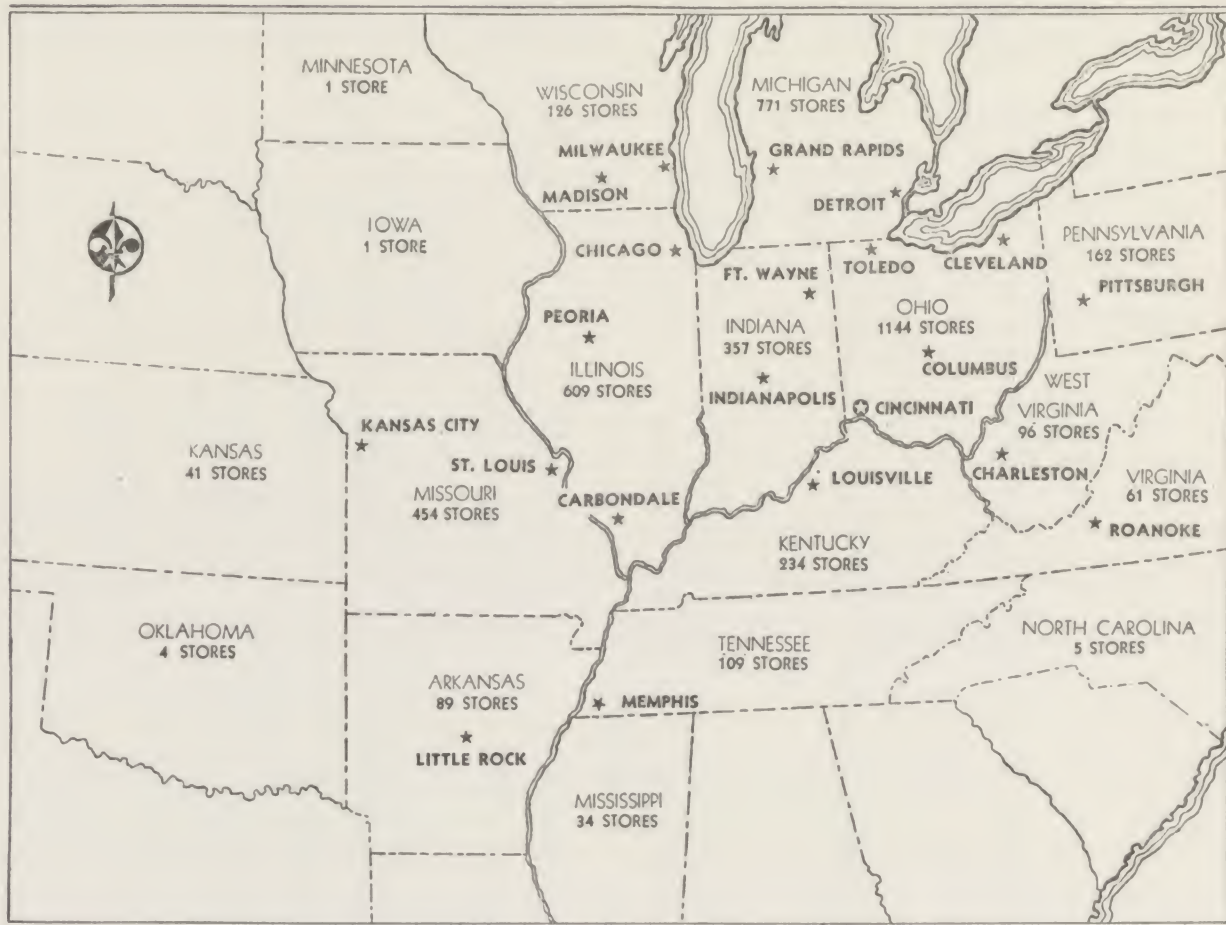 MINNESOTA
1 STORE
WISCONSIN
126 STORES
MICHIGAN
771 STORES
MILWAUKEE
GRAND RAPIDS
MADISON
DETROIT
IOWA
1 STORE
CHICAGO
FT. WAYNE
TOLEDO
CLEVELAND
PENNSYLVANIA
162 STORES
PITTSBURGH
PEORIA
ILLINOIS
609 STORES
INDIANA
357 STORES
INDIANAPOLIS
OHIO
1144 STORES
COLUMBUS
CINCINNATI
WEST
VIRGINIA
96 STORES
CHARLESTON
KANSAS CITY
KANSAS
41 STORES
ST. LOUIS
MISSOURI
454 STORES
CARBONDALE
LOUISVILLE
VIRGINIA
61 STORES
ROANOKE
KENTUCKY
234 STORES
OKLAHOMA
4 STORES
TENNESSEE
109 STORES
NORTH CAROLINA
5 STORES
ARKANSAS
89 STORES
MEMPHIS
LITTLE ROCK
MISSISSIPPI
34 STORES